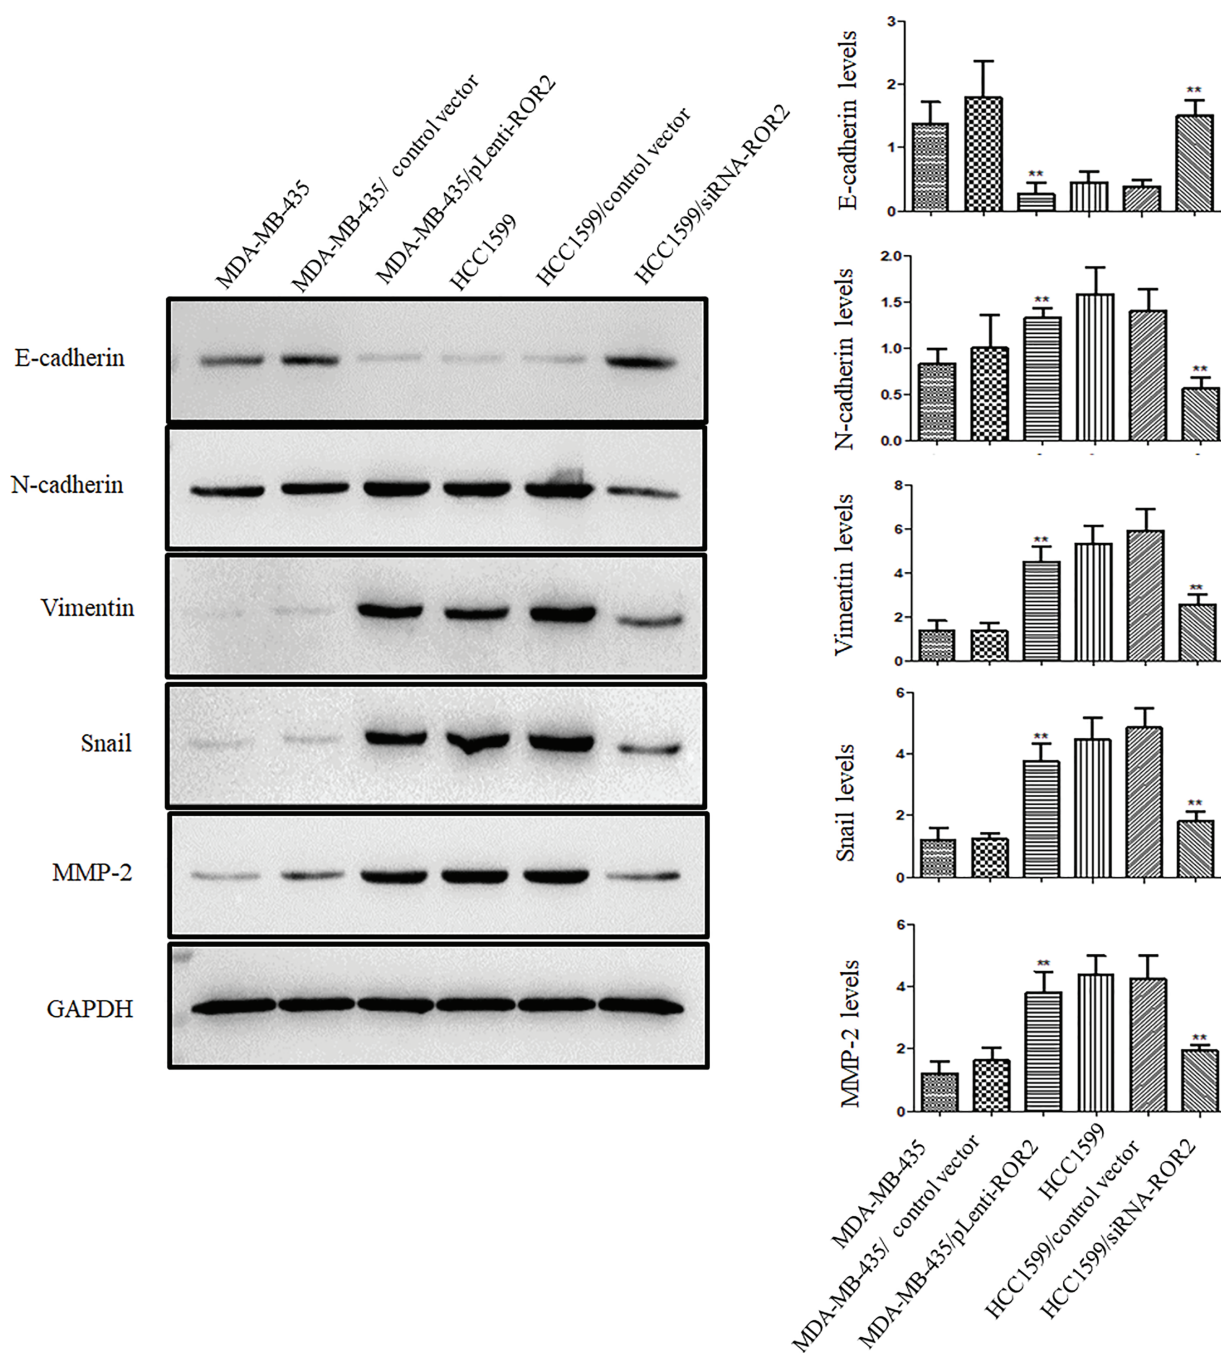 MDA-MB-435
MDA-MB-435/ control vector
MDA-MB-435/pLenti-ROR2
HCC1599
HCC1599/control vector
HCC1599/siRNA-ROR2
E-cadherin
N-cadherin
Vimentin
Snail
MMP-2
GAPDH
E-cadherin levels
3
2
1
0
**
**
N-cadherin levels
2.0
1.5
1.0
0.5
0.0
**
**
Vimentin levels
8
6
4
2
0
**
**
Snail levels
6
4
2
0
**
**
MMP-2 levels
6
4
2
0
**
**
MDA-MB-435
MDA-MB-435/ control vector
MDA-MB-435/pLenti-ROR2
HCC1599
HCC1599/control vector
HCC1599/siRNA-ROR2